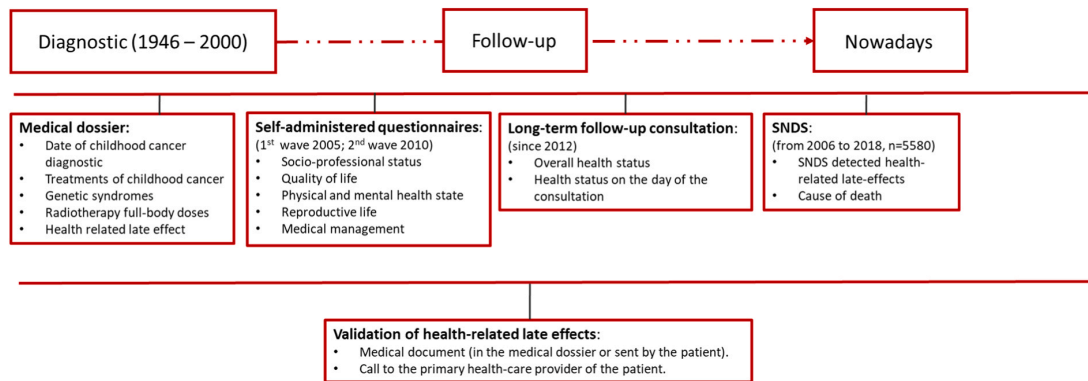 Diagnostic (1946 – 2000)
Follow-up
Nowadays
Medical dossier:
• Date of childhood cancer
diagnostic
• Treatments of childhood cancer
• Genetic syndromes
• Radiotherapy full-body doses
• Health related late effect
Self-administered questionnaires:
(1st wave 2005; 2nd wave 2010)
• Socio-professional status
• Quality of life
• Physical and mental health state
• Reproductive life
• Medical management
Long-term follow-up consultation:
(since 2012)
• Overall health status
• Health status on the day of the
consultation
SNDS:
(from 2006 to 2018, n=5580)
• SNDS detected health-
related late-effects
• Cause of death
Validation of health-related late effects:
• Medical document (in the medical dossier or sent by the patient).
• Call to the primary health-care provider of the patient.